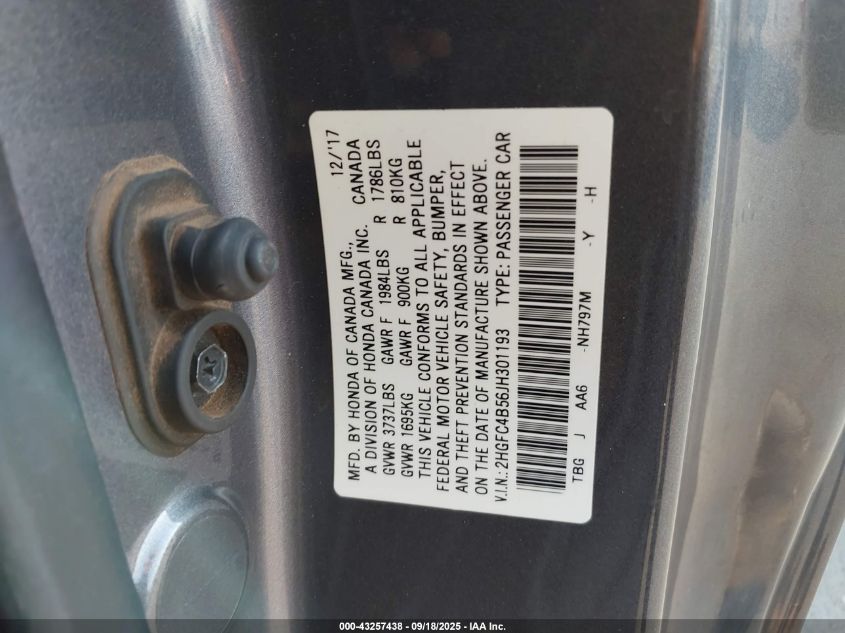 MFD. BY HONDA OF CANADA MFG., 12/'17
A DIVISION OF HONDA CANADA INC. CANADA
GVWR 3737LBS GAWR F 1984LBS R 1786LBS
GVWR 1695KG GAWR F 900KG R 810KG
THIS VEHICLE CONFORMS TO ALL APPLICABLE
FEDERAL MOTOR VEHICLE SAFETY, BUMPER,
AND THEFT PREVENTION STANDARDS IN EFFECT
ON THE DATE OF MANUFACTURE SHOWN ABOVE.
V.I.N.: 2HGFC4B56JH301193 TYPE: PASSENGER CAR
TBG J AA6 -NH797M -Y -H
000-43257438 - 09/18/2025 - IAA Inc.